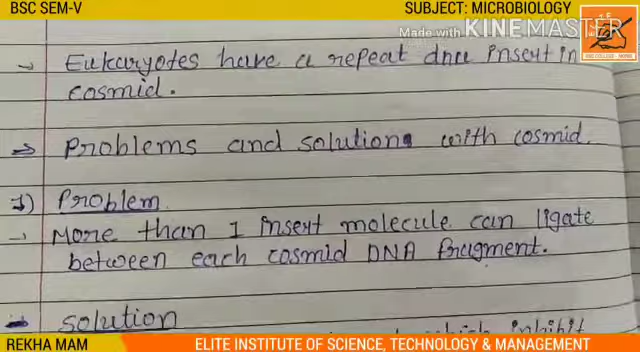 BSC SEM-V
SUBJECT: MICROBIOLOGY
Made with KINEMASTER
→ Eukaryotes have a repeat dna insert in
cosmid.
⇒ Problems and solutions with cosmid.
1) Problem
→ More than 1 insert molecule can ligate
between each cosmid DNA fragment.
→ solution
which inhibit
REKHA MAM
ELITE INSTITUTE OF SCIENCE, TECHNOLOGY & MANAGEMENT